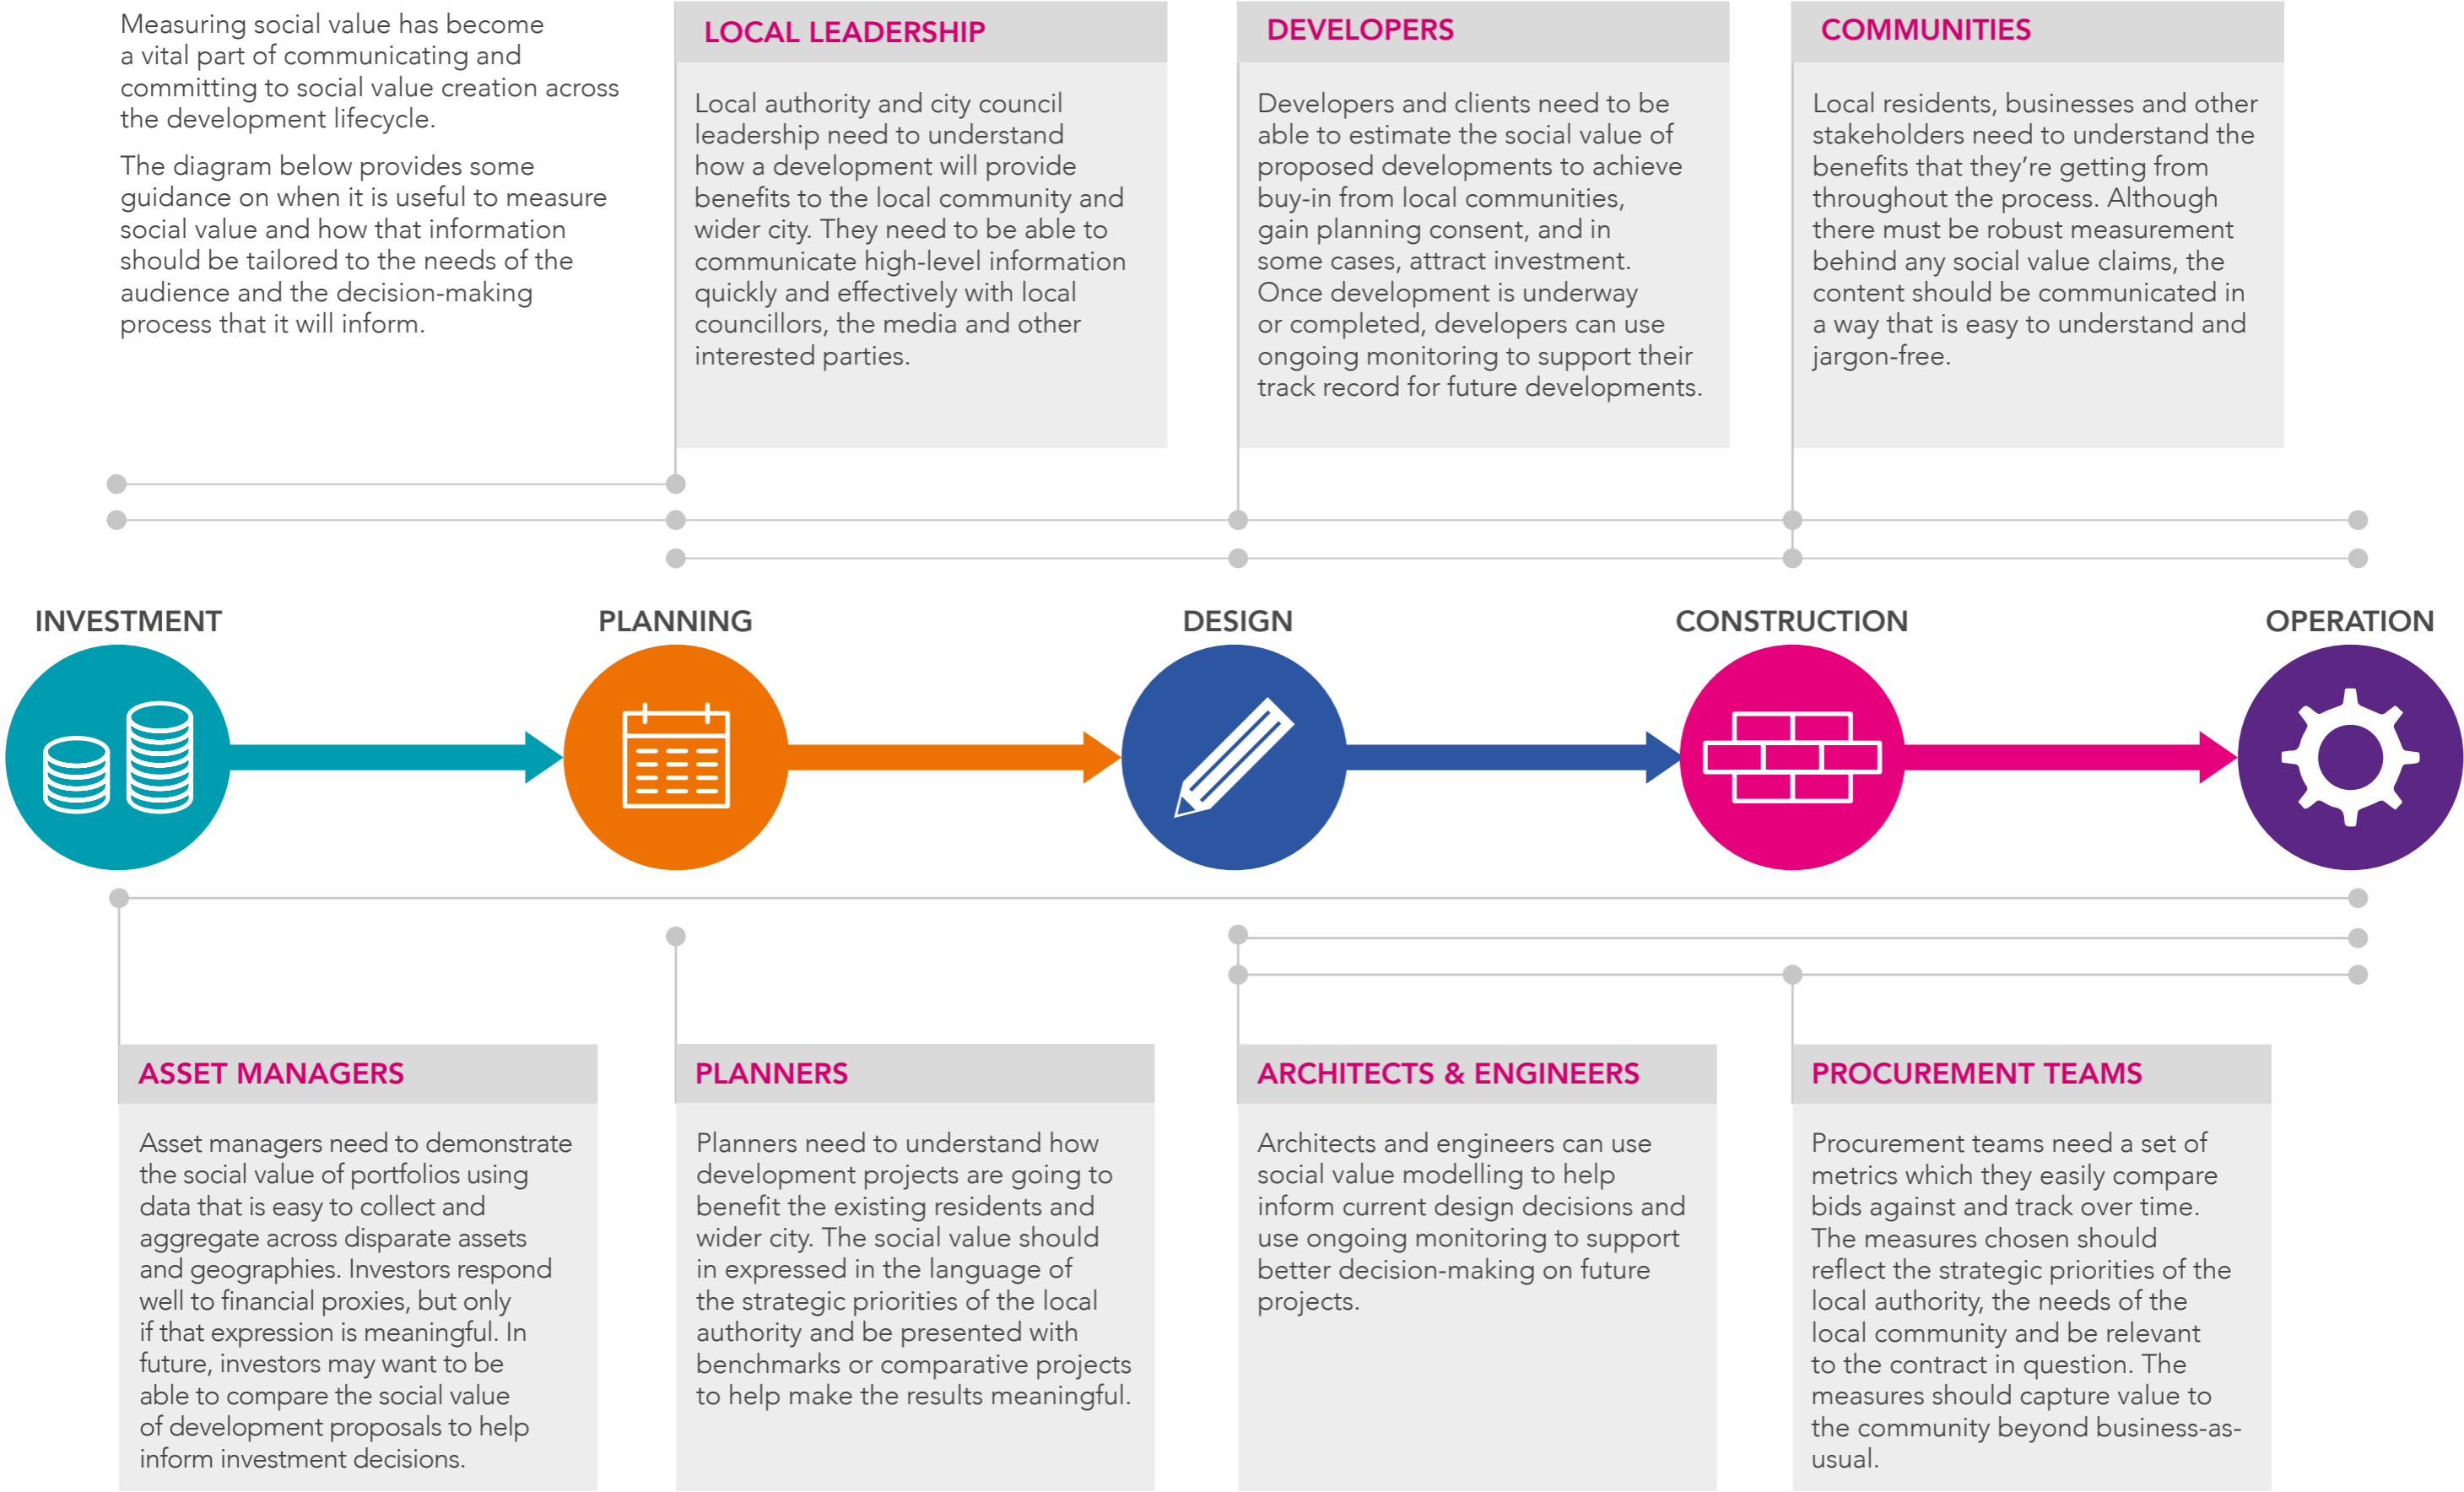 Measuring social value has become
a vital part of communicating and
committing to social value creation across
the development lifecycle.
The diagram below provides some
guidance on when it is useful to measure
social value and how that information
should be tailored to the needs of the
audience and the decision-making
process that it will inform.
LOCAL LEADERSHIP
Local authority and city council
leadership need to understand
how a development will provide
benefits to the local community and
wider city. They need to be able to
communicate high-level information
quickly and effectively with local
councillors, the media and other
interested parties.
DEVELOPERS
Developers and clients need to be
able to estimate the social value of
proposed developments to achieve
buy-in from local communities,
gain planning consent, and in
some cases, attract investment.
Once development is underway
or completed, developers can use
ongoing monitoring to support their
track record for future developments.
COMMUNITIES
Local residents, businesses and other
stakeholders need to understand the
benefits that they're getting from
throughout the process. Although
there must be robust measurement
behind any social value claims, the
content should be communicated in
a way that is easy to understand and
jargon-free.
INVESTMENT
PLANNING
DESIGN
CONSTRUCTION
OPERATION
ASSET MANAGERS
Asset managers need to demonstrate
the social value of portfolios using
data that is easy to collect and
aggregate across disparate assets
and geographies. Investors respond
well to financial proxies, but only
if that expression is meaningful. In
future, investors may want to be
able to compare the social value
of development proposals to help
inform investment decisions.
PLANNERS
Planners need to understand how
development projects are going to
benefit the existing residents and
wider city. The social value should
in expressed in the language of
the strategic priorities of the local
authority and be presented with
benchmarks or comparative projects
to help make the results meaningful.
ARCHITECTS & ENGINEERS
Architects and engineers can use
social value modelling to help
inform current design decisions and
use ongoing monitoring to support
better decision-making on future
projects.
PROCUREMENT TEAMS
Procurement teams need a set of
metrics which they easily compare
bids against and track over time.
The measures chosen should
reflect the strategic priorities of the
local authority, the needs of the
local community and be relevant
to the contract in question. The
measures should capture value to
the community beyond business-as-
usual.